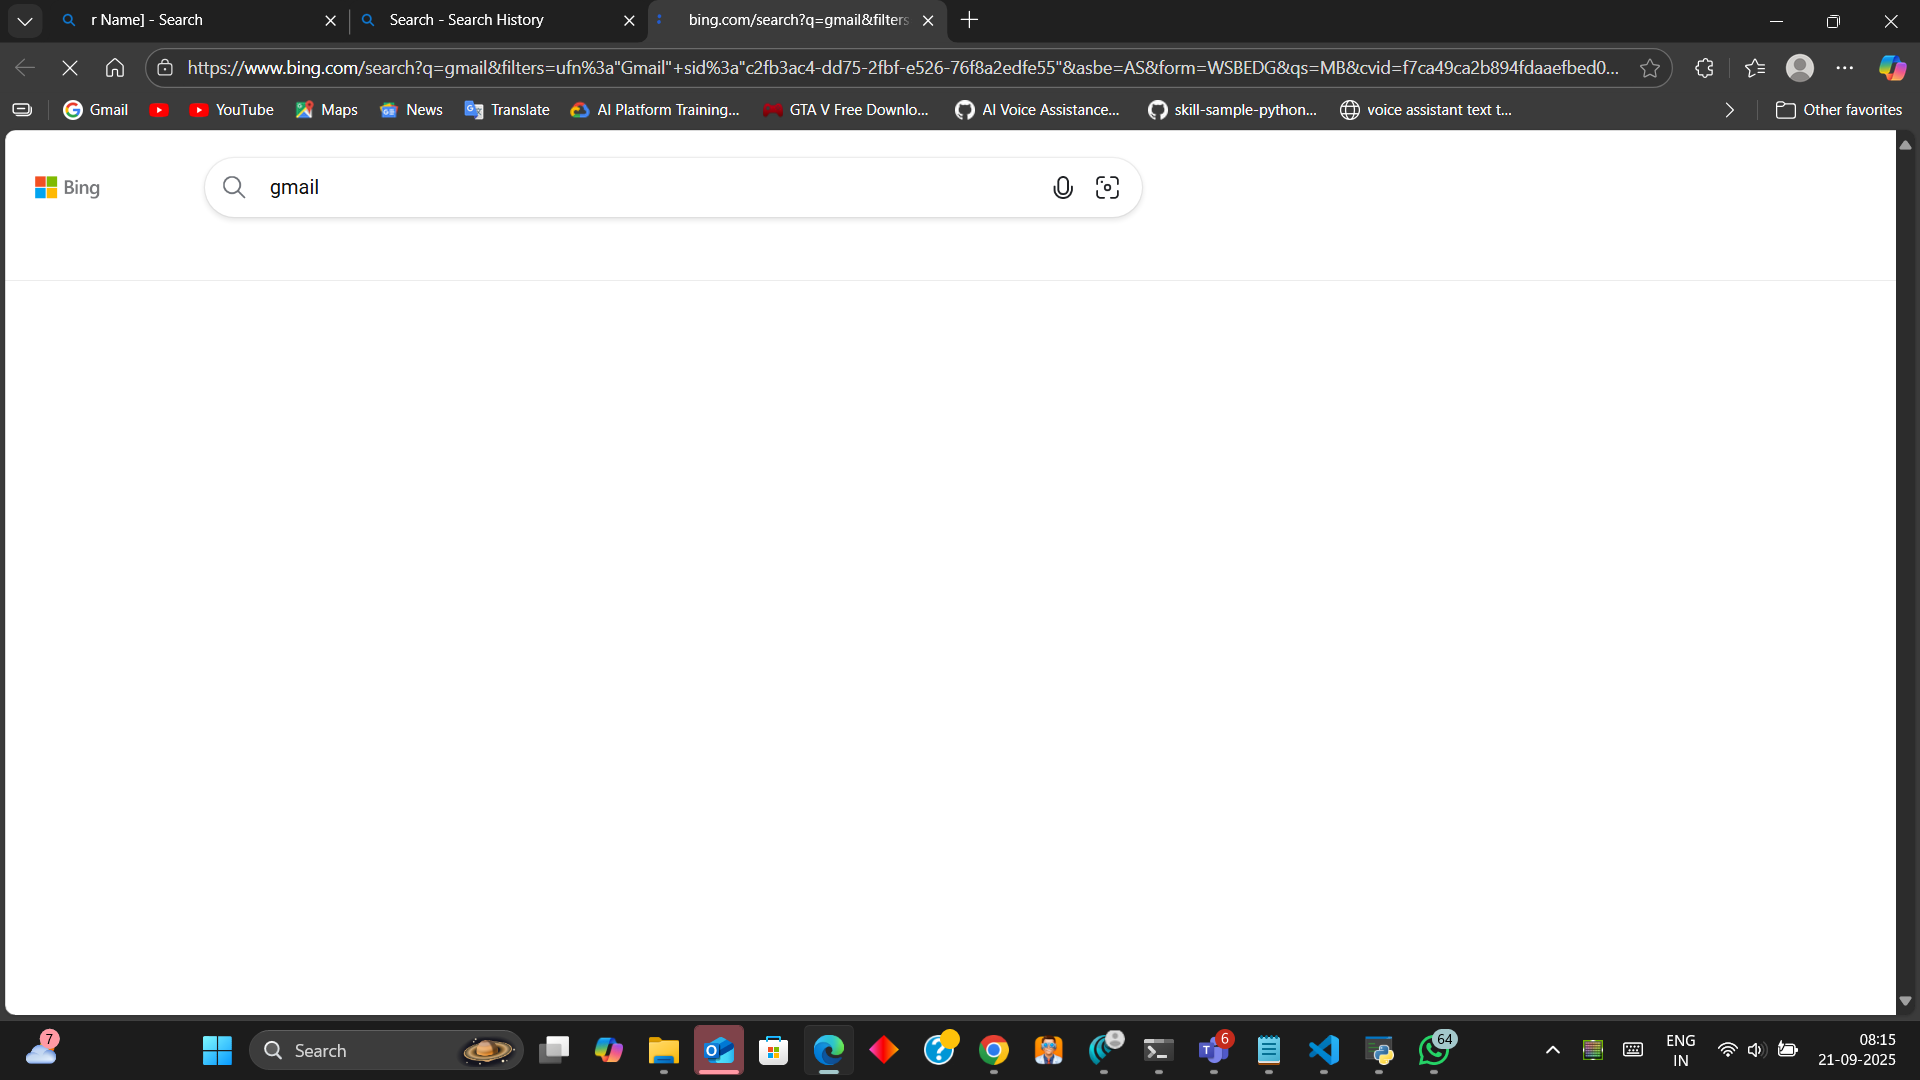 r Name] - Search
Search - Search History
bing.com/search?q=gmail&filters
https://www.bing.com/search?q=gmail&filters=ufn%3a"Gmail"+sid%3a"c2fb3ac4-dd75-2fbf-e526-76f8a2edfe55"&asbe=AS&form=WSBEDG&qs=MB&cvid=f7ca49ca2b894fdaaefbed0...
Gmail YouTube Maps News Translate AI Platform Training... GTA V Free Downlo... AI Voice Assistance... skill-sample-python... voice assistant text t... Other favorites
Bing
gmail
7
Search
6
64
ENG
IN
08:15
21-09-2025